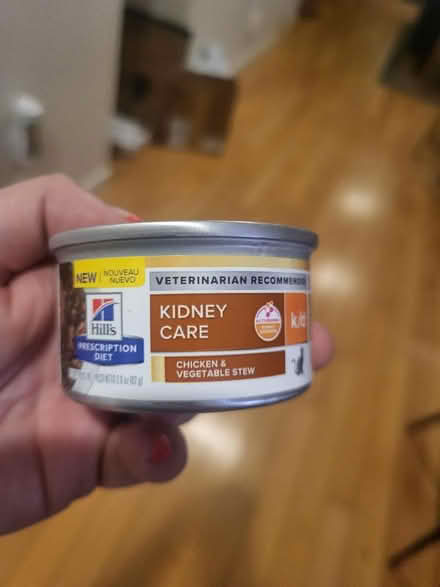 NEW
NOUVEAU
NUEVO
VETERINARIAN RECOMMENDED
Hill's
PRESCRIPTION
DIET
KIDNEY
CARE
k/d
CHICKEN &
VEGETABLE STEW